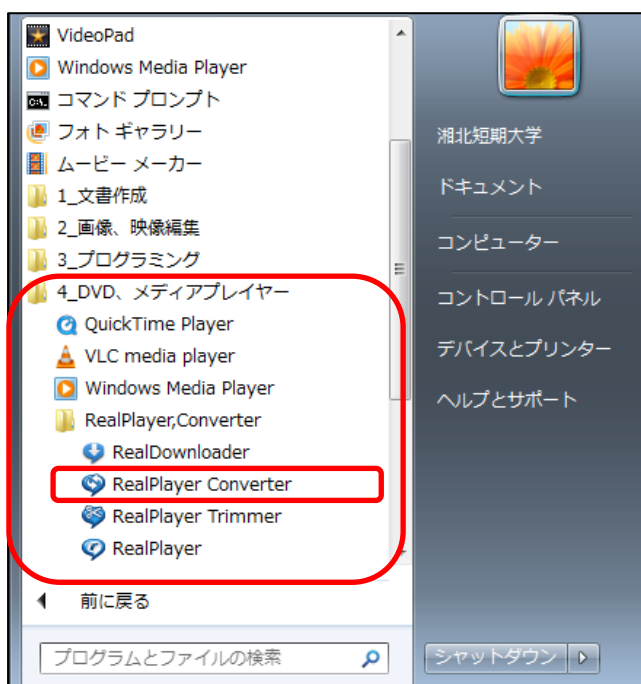 VideoPad
Windows Media Player
C:\.
コマンド プロンプト
フォト ギャラリー
ムービー メーカー
1_文書作成
2_画像、映像編集
3_プログラミング
4_DVD、メディアプレイヤー
QuickTime Player
VLC media player
Windows Media Player
RealPlayer,Converter
RealDownloader
RealPlayer Converter
RealPlayer Trimmer
RealPlayer
前に戻る
プログラムとファイルの検索
湘北短期大学
ドキュメント
コンピューター
コントロール パネル
デバイスとプリンター
ヘルプとサポート
シャットダウン